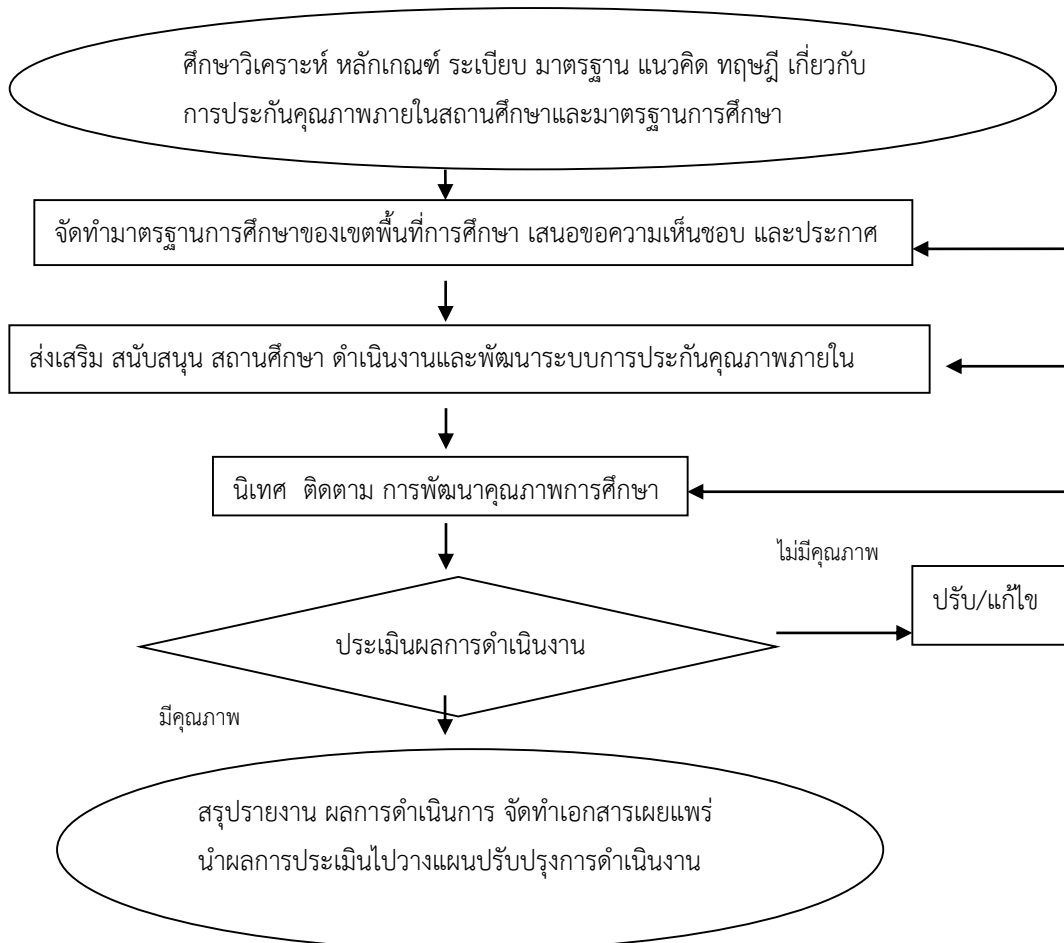 ศึกษาวิเคราะห์ หลักเกณฑ์ ระเบียบ มาตรฐาน แนวคิด ทฤษฎี เกี่ยวกับ
การประกันคุณภาพภายในสถานศึกษาและมาตรฐานการศึกษา
จัดทำมาตรฐานการศึกษาของเขตพื้นที่การศึกษา เสนอขอความเห็นชอบ และประกาศ
ส่งเสริม สนับสนุน สถานศึกษา ดำเนินงานและพัฒนาระบบการประกันคุณภาพภายใน
นิเทศ ติดตาม การพัฒนาคุณภาพการศึกษา
ไม่มีคุณภาพ
ปรับ/แก้ไข
ประเมินผลการดำเนินงาน
มีคุณภาพ
สรุปรายงาน ผลการดำเนินการ จัดทำเอกสารเผยแพร่
นำผลการประเมินไปวางแผนปรับปรุงการดำเนินงาน